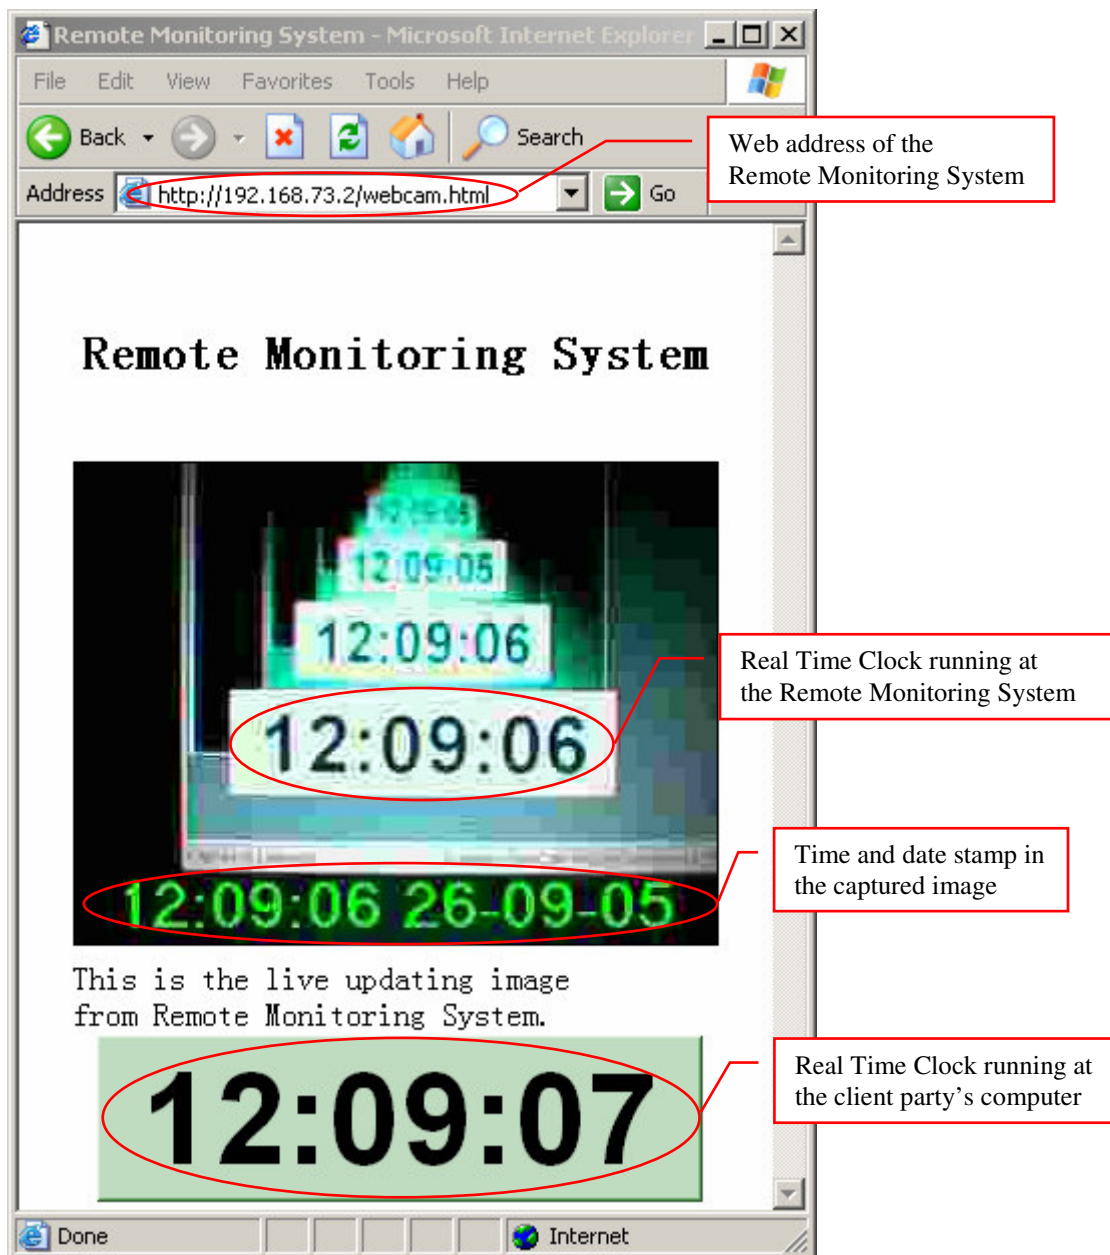 Remote Monitoring System - Microsoft Internet Explorer
File Edit View Favorites Tools Help
Back Search
Address http://192.168.73.2/webcam.html Go
Web address of the
Remote Monitoring System
Remote Monitoring System
12:09:05
12:09:05
12:09:06
12:09:06
Real Time Clock running at
the Remote Monitoring System
12:09:06 26-09-05
Time and date stamp in
the captured image
This is the live updating image
from Remote Monitoring System.
12:09:07
Real Time Clock running at
the client party's computer
Done Internet